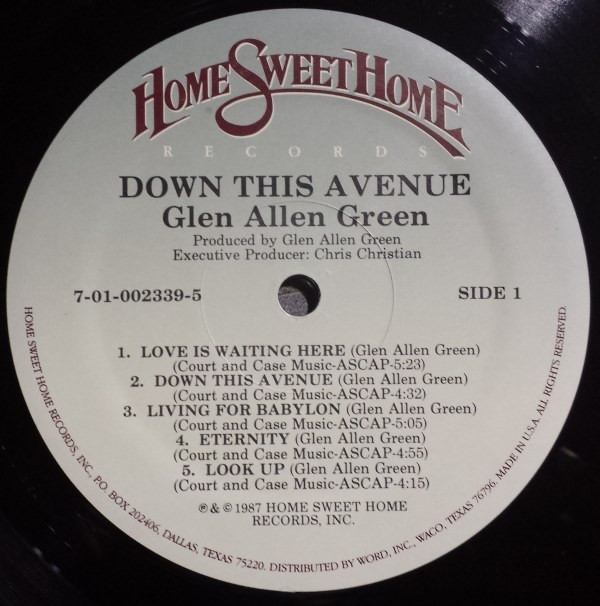 HOME SWEET HOME
RECORDS
DOWN THIS AVENUE
Glen Allen Green
Produced by Glen Allen Green
Executive Producer: Chris Christian
7-01-002339-5
SIDE 1
1. LOVE IS WAITING HERE (Glen Allen Green)
(Court and Case Music-ASCAP-5:23)
2. DOWN THIS AVENUE (Glen Allen Green)
(Court and Case Music-ASCAP-4:32)
3. LIVING FOR BABYLON (Glen Allen Green)
(Court and Case Music-ASCAP-5:05)
4. ETERNITY (Glen Allen Green)
(Court and Case Music-ASCAP-4:55)
5. LOOK UP (Glen Allen Green)
(Court and Case Music-ASCAP-4:15)
℗ & © 1987 HOME SWEET HOME
RECORDS, INC.
HOME SWEET HOME RECORDS, INC., P.O. BOX 202406, DALLAS, TEXAS 75220. DISTRIBUTED BY WORD, INC., WACO, TEXAS 76796. MADE IN U.S.A. ALL RIGHTS RESERVED.